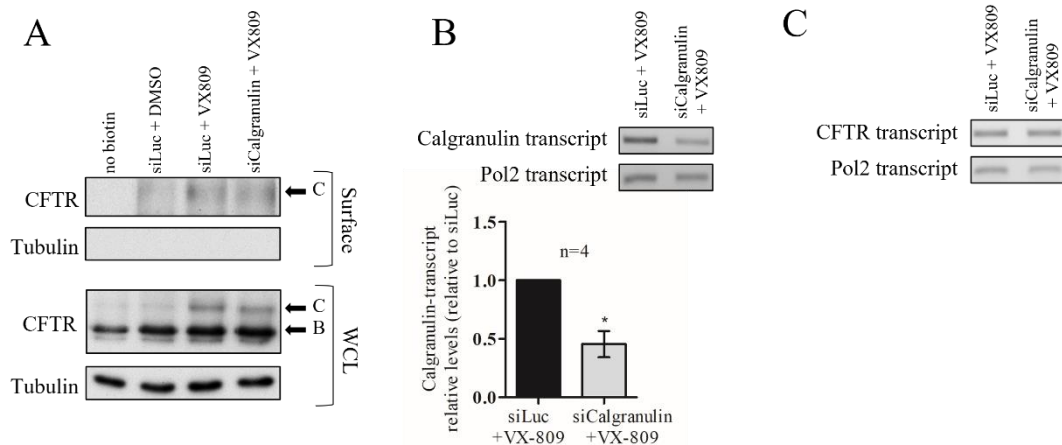 A
no biotin
siLuc + DMSO
siLuc + VX809
siCalgranulin + VX809
CFTR
C
Tubulin
Surface
CFTR
C
B
Tubulin
WCL
B
siLuc + VX809
siCalgranulin
+ VX809
Calgranulin transcript
Pol2 transcript
Calgranulin-transcript
relative levels (relative to siLuc)
n=4
1.0
*
0.5
0.0
siLuc
+VX-809
siCalgranulin
+VX-809
C
siLuc + VX809
siCalgranulin
+ VX809
CFTR transcript
Pol2 transcript